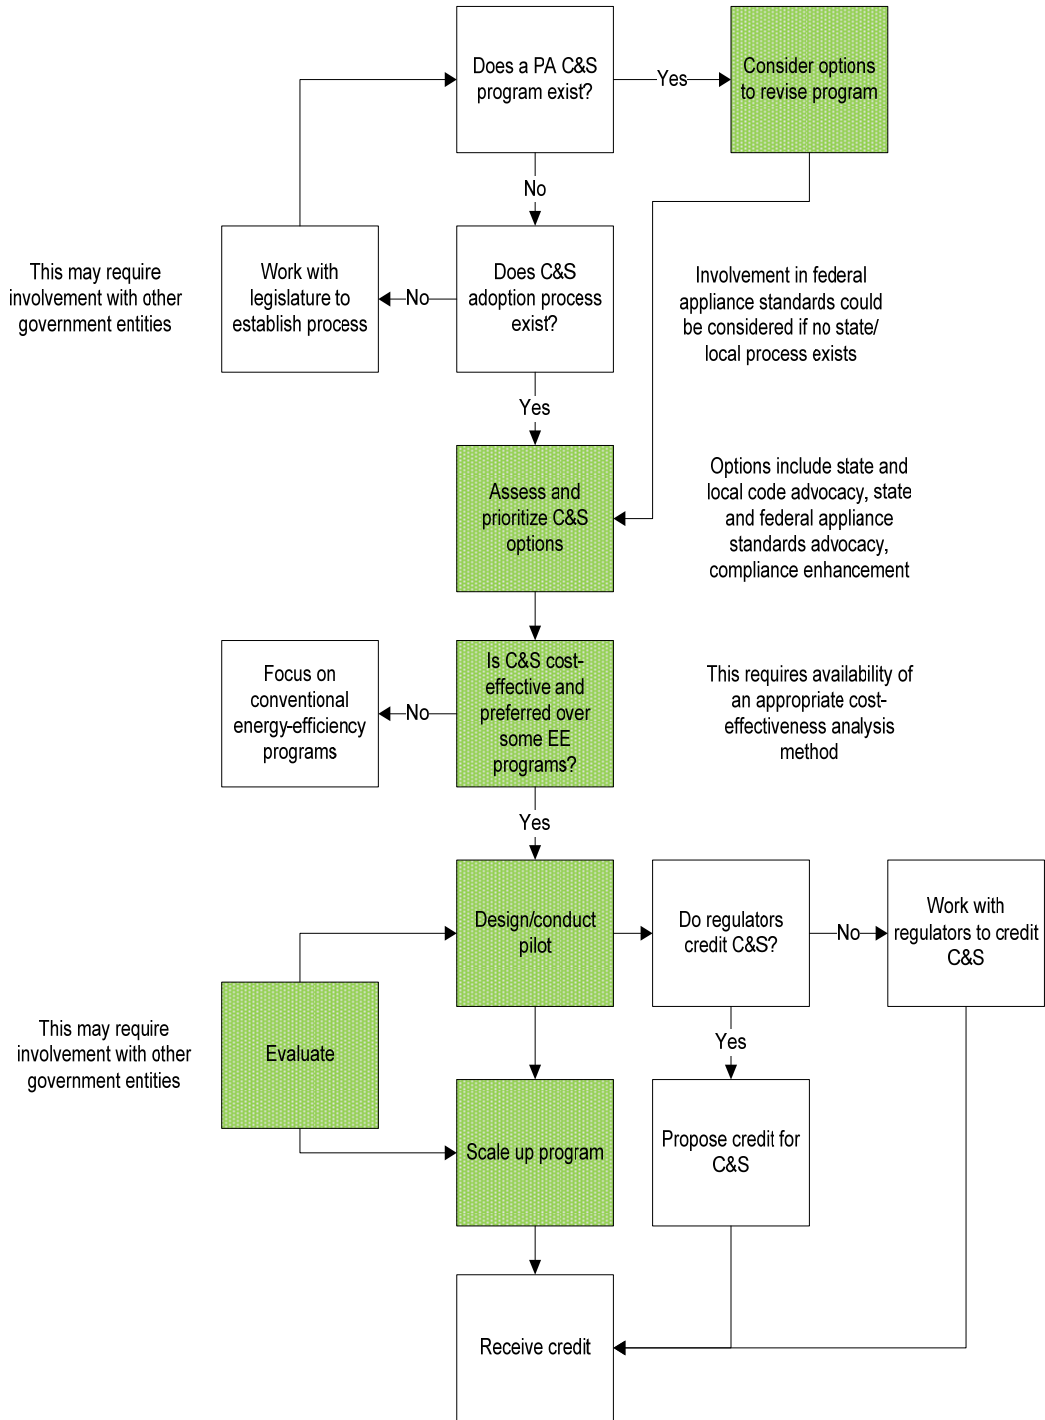 Does a PA C&S
program exist?
Yes
Consider options
to revise program
No
This may require
involvement with other
government entities
Work with
legislature to
establish process
No
Does C&S
adoption process
exist?
Involvement in federal
appliance standards could
be considered if no state/
local process exists
Yes
Assess and
prioritize C&S
options
Options include state and
local code advocacy, state
and federal appliance
standards advocacy,
compliance enhancement
Focus on
conventional
energy-efficiency
programs
No
Is C&S cost-
effective and
preferred over
some EE
programs?
This requires availability of
an appropriate cost-
effectiveness analysis
method
Yes
Design/conduct
pilot
Do regulators
credit C&S?
No
Work with
regulators to credit
C&S
This may require
involvement with other
government entities
Evaluate
Yes
Scale up program
Propose credit for
C&S
Receive credit